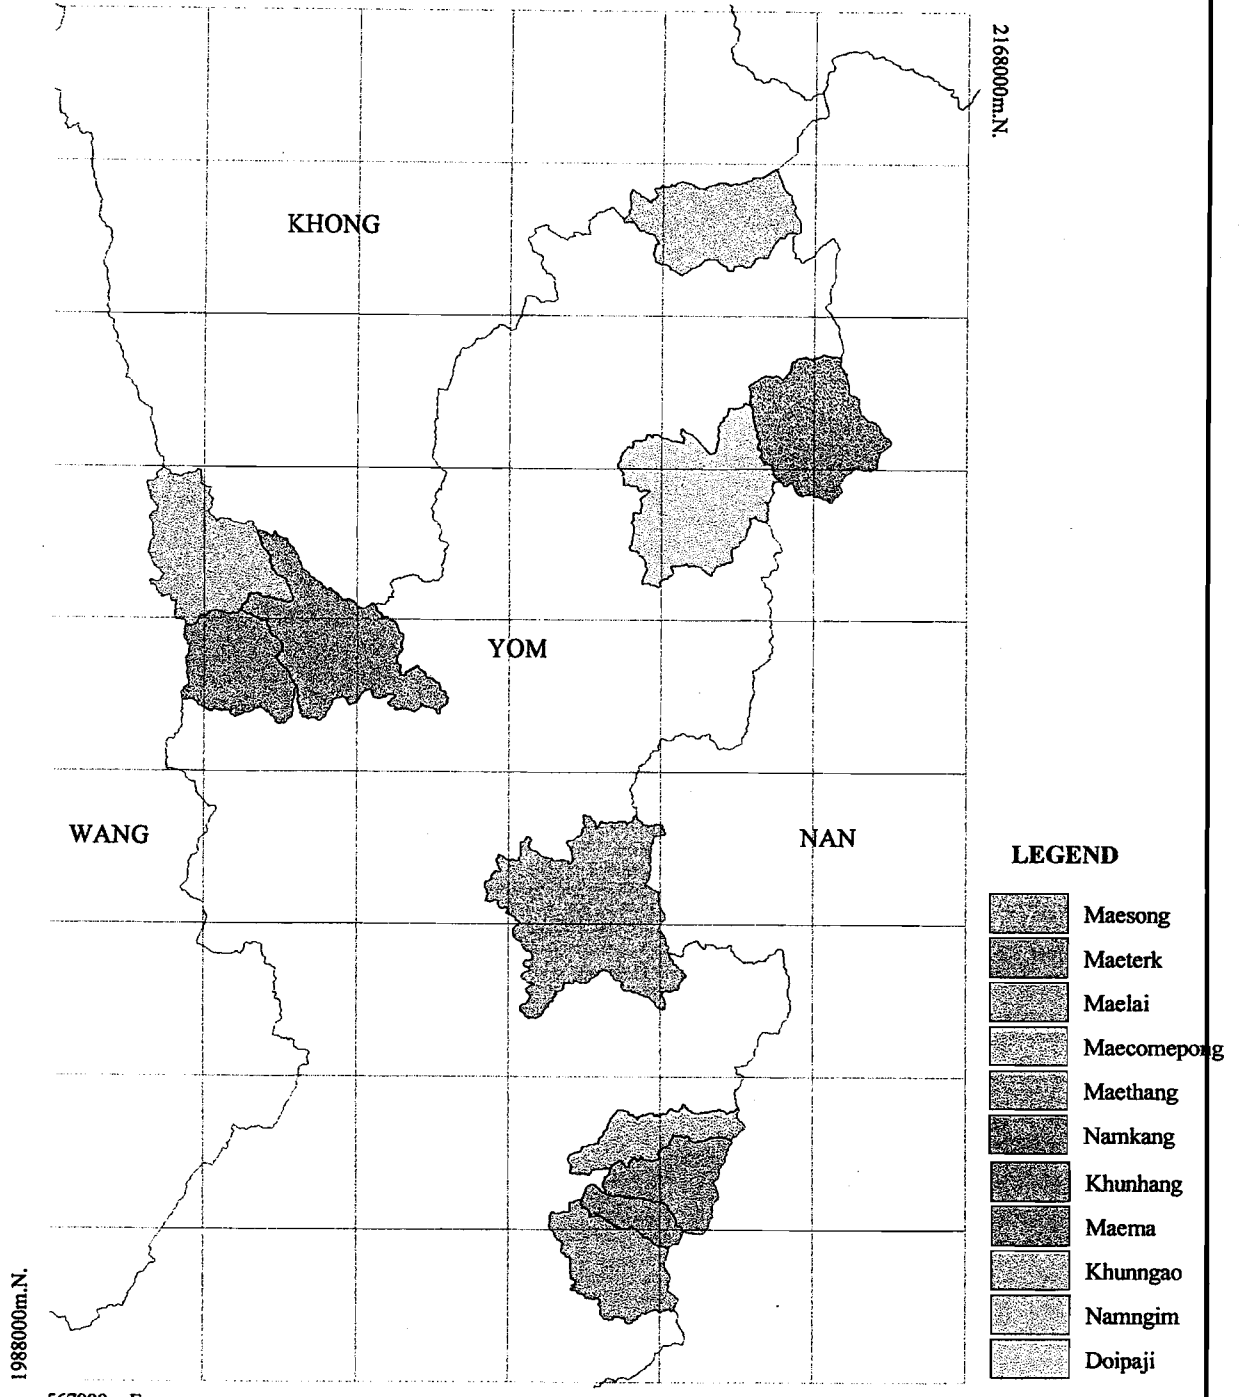 2168000m.N.
KHONG
YOM
WANG
NAN
LEGEND
Maesong
Maeterk
Maelai
Maecomepong
Maethang
Namkang
Khunhang
Maema
Khunngao
Namngim
Doipaji
1988000m.N.